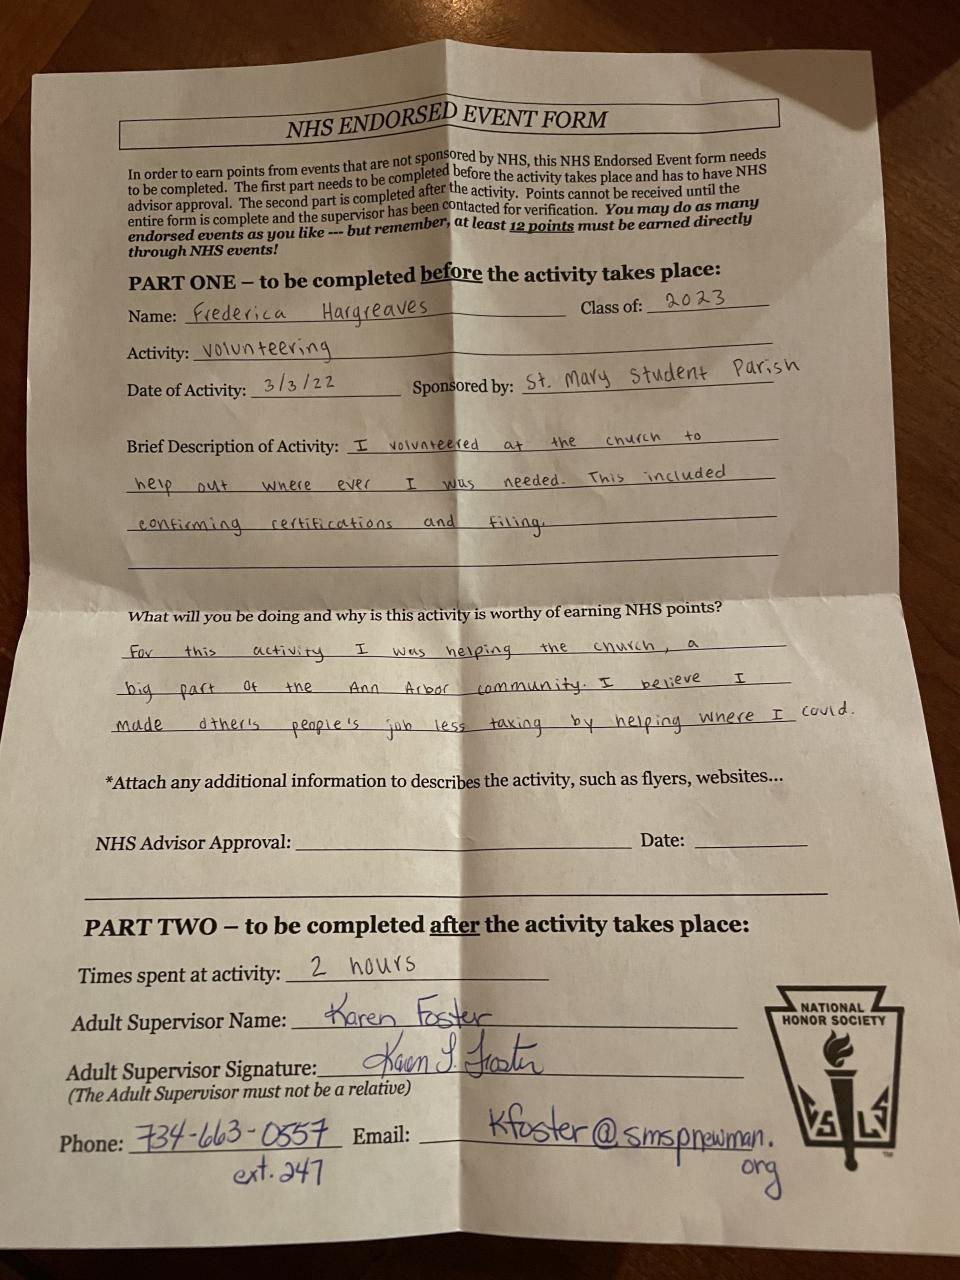 NHS ENDORSED EVENT FORM
In order to earn points from events that are not sponsored by NHS, this NHS Endorsed Event form needs
to be completed. The first part needs to be completed before the activity takes place and has to have NHS
advisor approval. The second part is completed after the activity. Points cannot be received until the
entire form is complete and the supervisor has been contacted for verification. You may do as many
endorsed events as you like --- but remember, at least 12 points must be earned directly
through NHS events!
PART ONE – to be completed before the activity takes place:
Name: Frederica Hargreaves Class of: 2023
Activity: volunteering
Date of Activity: 3/3/22 Sponsored by: St. Mary Student Parish
Brief Description of Activity: I volunteered at the church to
help out where ever I was needed. This included
confirming certifications and filing.
What will you be doing and why is this activity is worthy of earning NHS points?
For this activity I was helping the church, a
big part of the Ann Arbor community. I believe I
made other's people's job less taxing by helping where I could.
*Attach any additional information to describes the activity, such as flyers, websites...
NHS Advisor Approval: Date:
PART TWO – to be completed after the activity takes place:
Times spent at activity: 2 hours
Adult Supervisor Name: Karen Foster
Adult Supervisor Signature: Karen S. Foster
(The Adult Supervisor must not be a relative)
Phone: 734-663-0557 Email: kfoster@smspnewman.
ext. 247 org
NATIONAL
HONOR SOCIETY
C S L S
TM